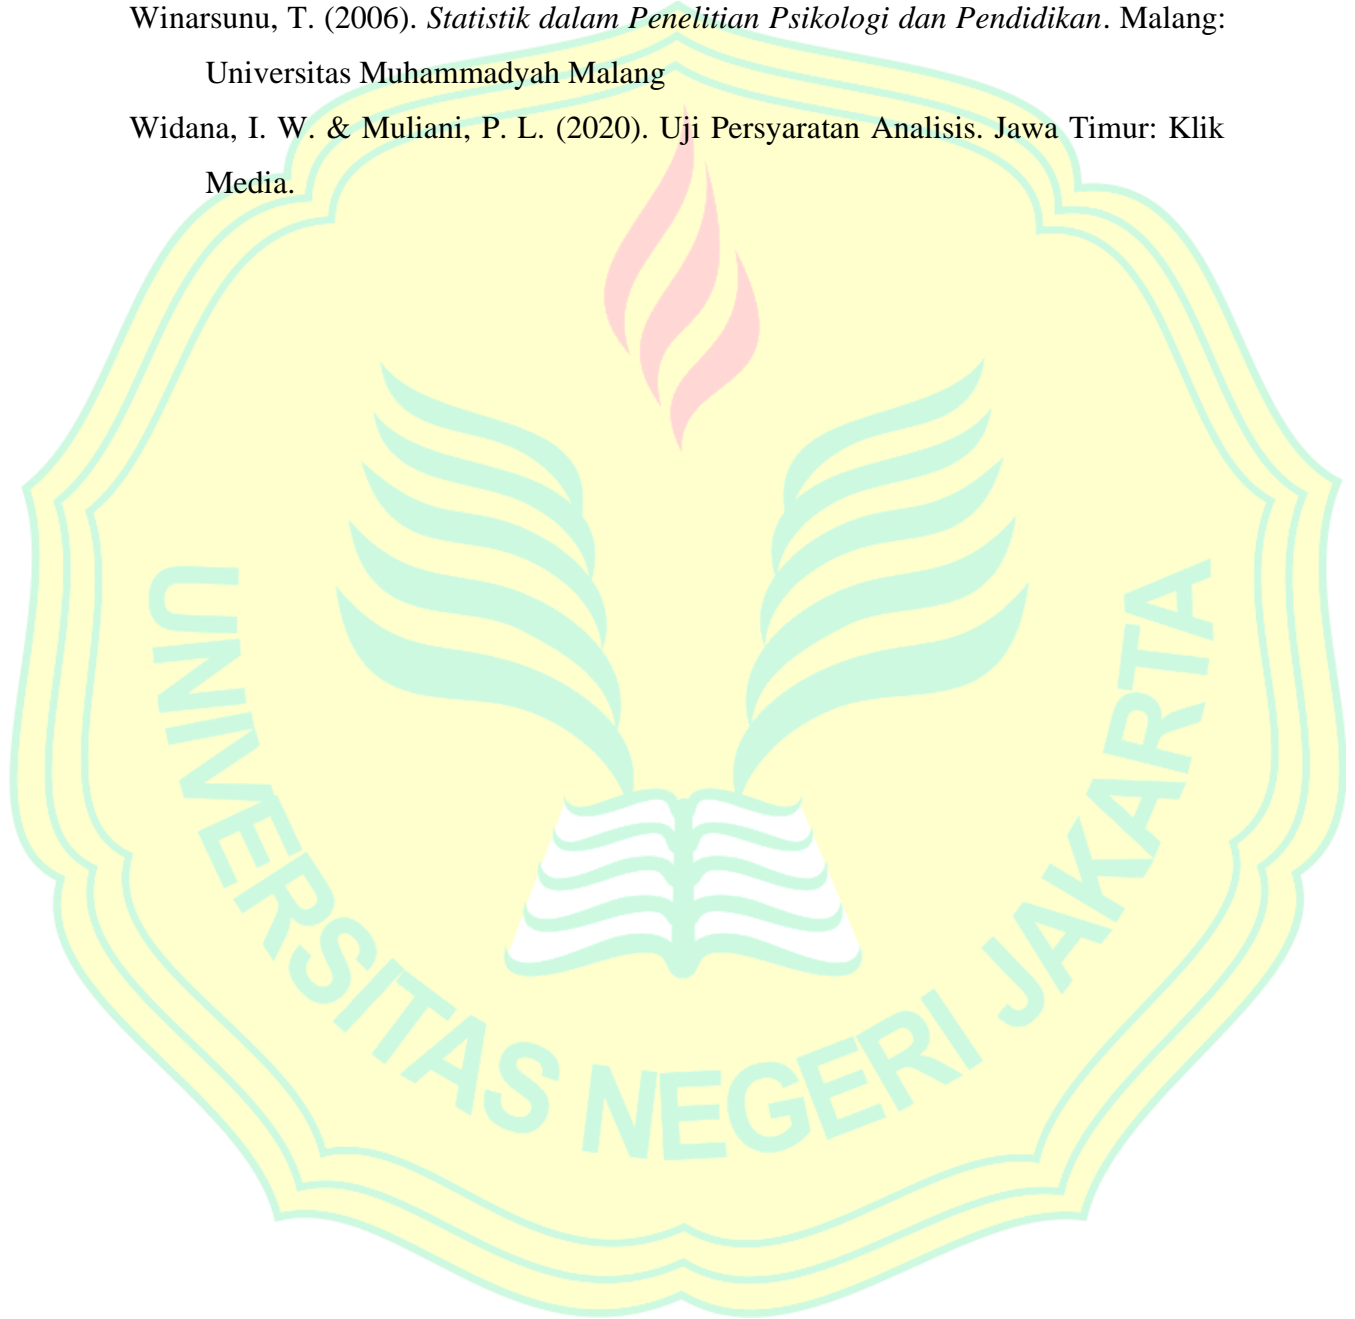 Winarsunu, T. (2006). Statistik dalam Penelitian Psikologi dan Pendidikan. Malang:
Universitas Muhammadyah Malang
Widana, I. W. & Muliani, P. L. (2020). Uji Persyaratan Analisis. Jawa Timur: Klik
Media.
UNIVERSITAS NEGERI JAKARTA